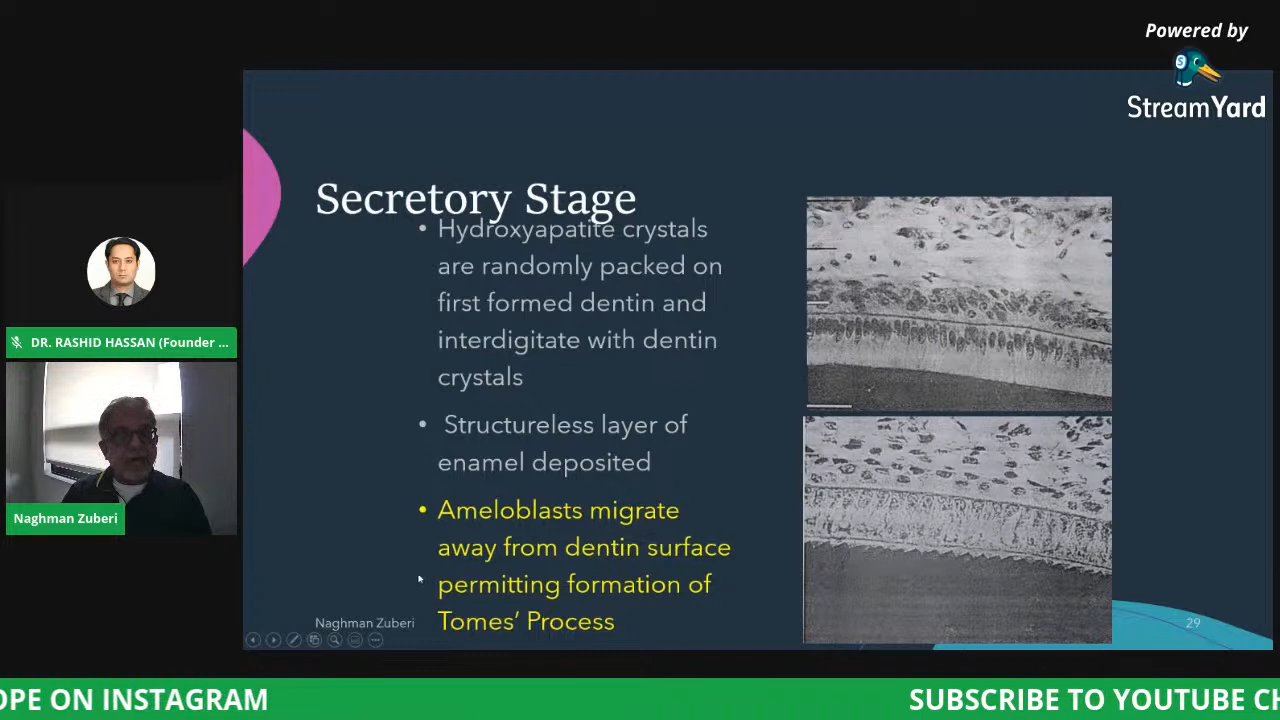 Powered by
StreamYard
Secretory Stage
• Hydroxyapatite crystals
are randomly packed on
first formed dentin and
interdigitate with dentin
crystals
• Structureless layer of
enamel deposited
• Ameloblasts migrate
away from dentin surface
permitting formation of
Tomes’ Process
Naghman Zuberi
29
DR. RASHID HASSAN (Founder ...
Naghman Zuberi
OPE ON INSTAGRAM
SUBSCRIBE TO YOUTUBE CH